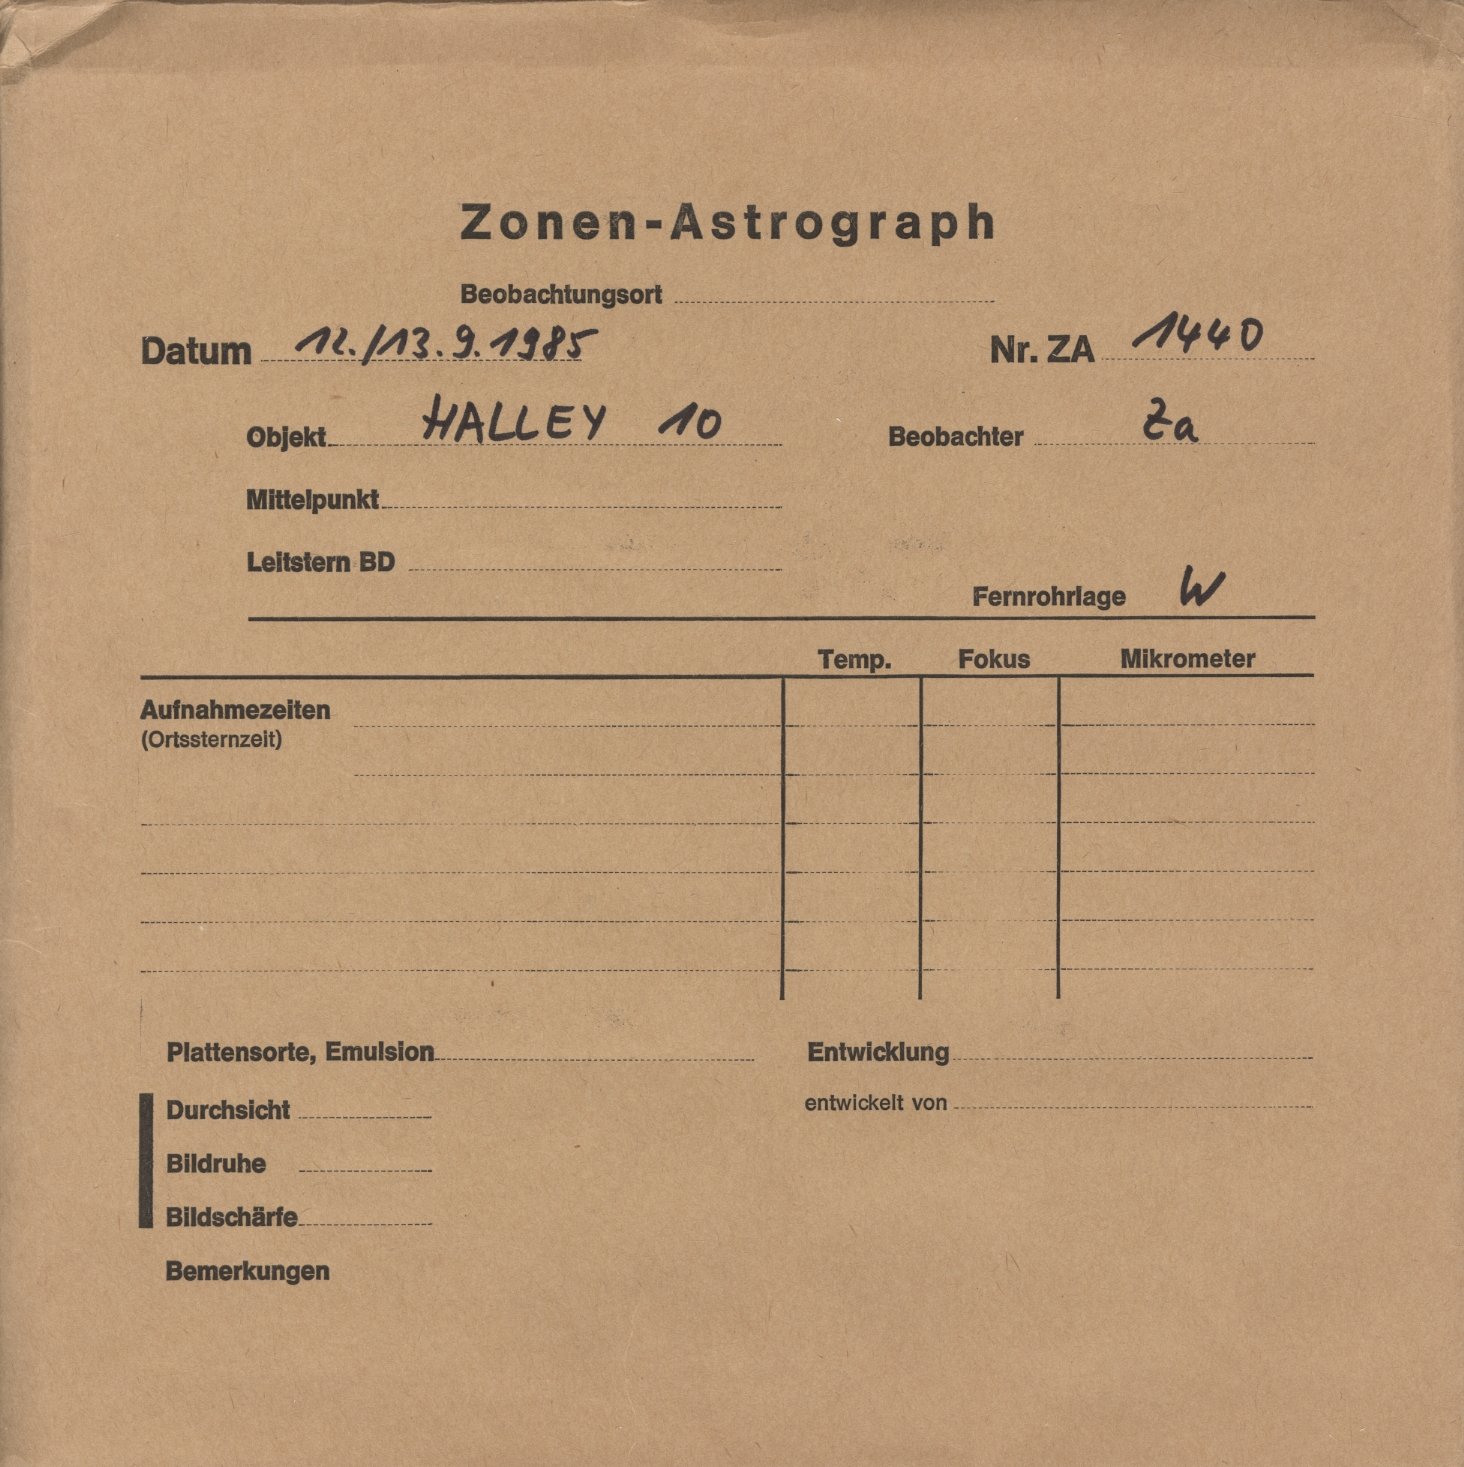 Zonen-Astrograph
Beobachtungsort
Datum 12./13.9.1985 Nr. ZA 1440
Objekt HALLEY 10 Beobachter Za
Mittelpunkt
Leitstern BD
Fernrohrlage W
Temp. Fokus Mikrometer
Aufnahmezeiten
(Ortssternzeit)
Plattensorte, Emulsion Entwicklung
Durchsicht entwickelt von
Bildruhe
Bildschärfe
Bemerkungen